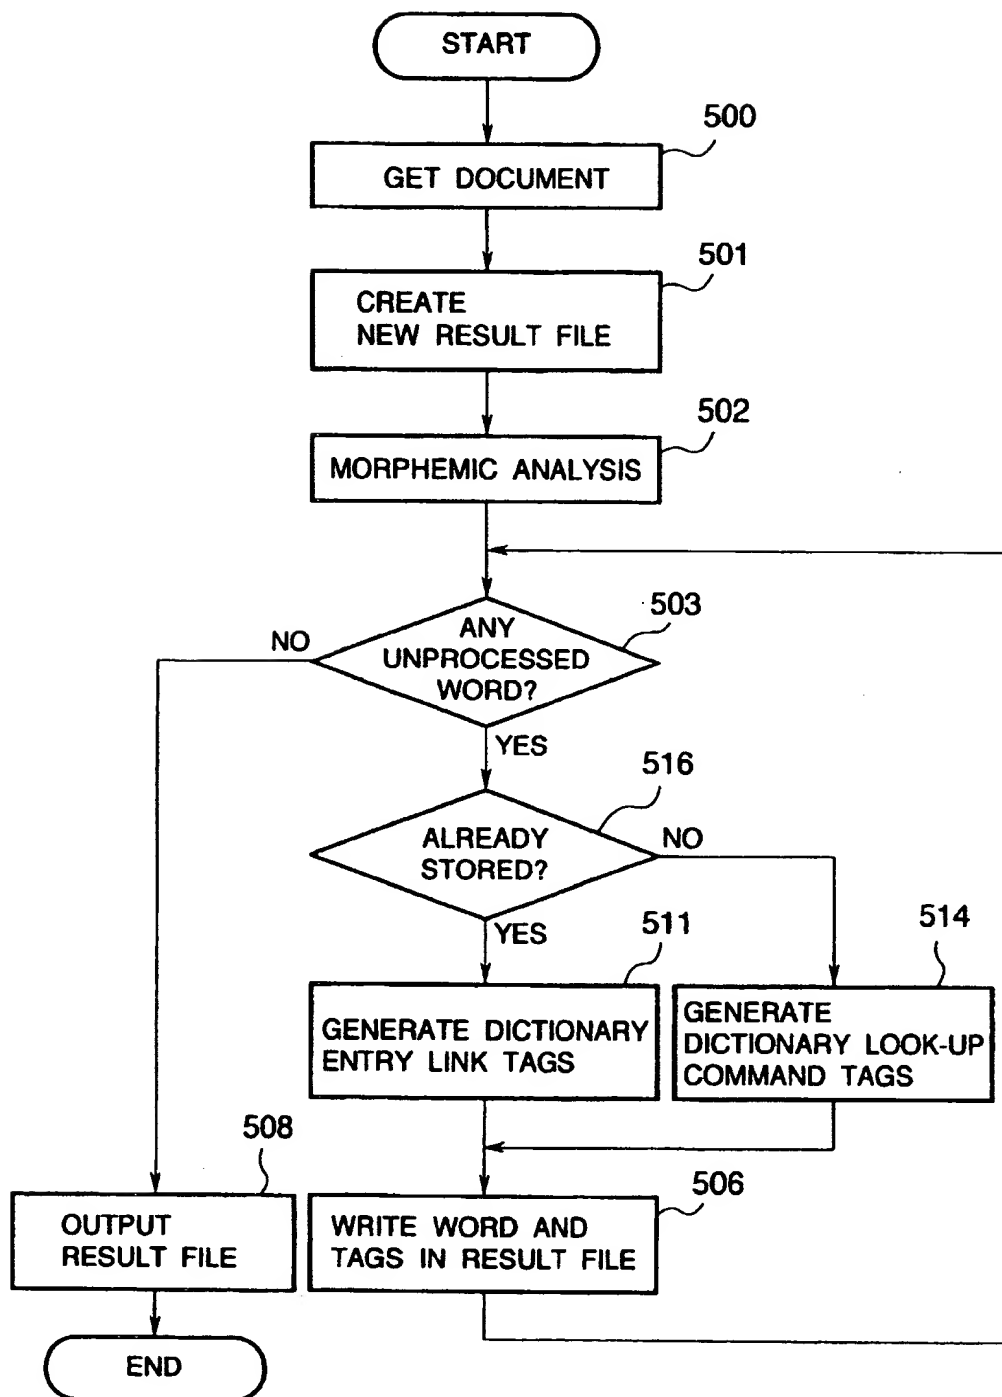 START
500
GET DOCUMENT
501
CREATE
NEW RESULT FILE
502
MORPHEMIC ANALYSIS
503
NO
ANY
UNPROCESSED
WORD?
YES
516
ALREADY
STORED?
NO
YES
511
514
GENERATE DICTIONARY
ENTRY LINK TAGS
GENERATE
DICTIONARY LOOK-UP
COMMAND TAGS
508
506
OUTPUT
RESULT FILE
WRITE WORD AND
TAGS IN RESULT FILE
END